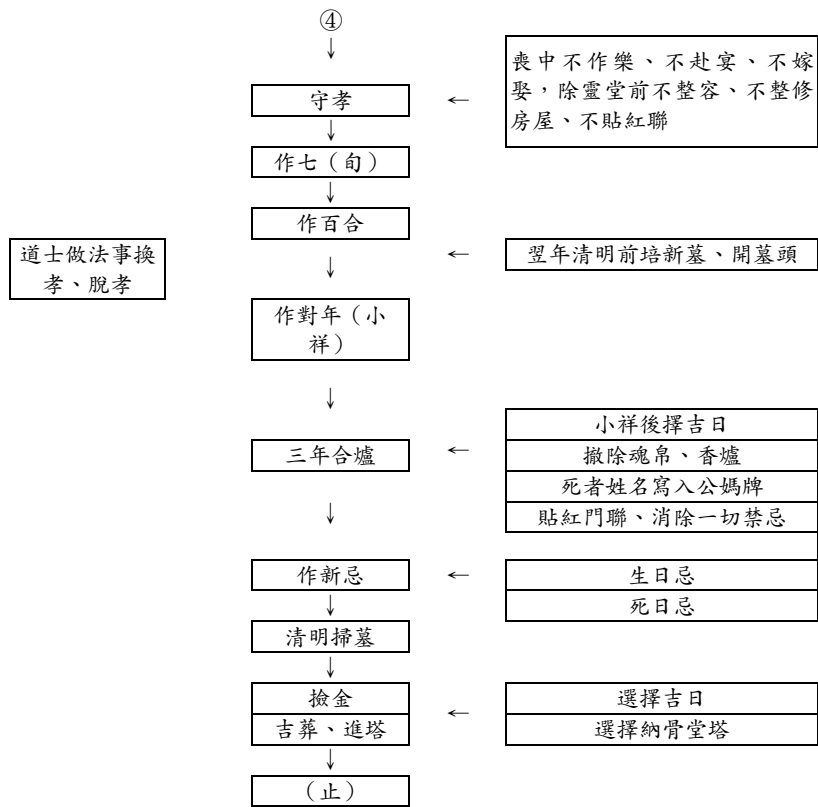 ④
↓
喪中不作樂、不赴宴、不嫁
娶，除靈堂前不整容、不整修
房屋、不貼紅聯
守孝
←
↓
作七（旬）
↓
作百合
道士做法事換
孝、脫孝
↓
←
翌年清明前培新墓、開墓頭
作對年（小
祥）
↓
小祥後擇吉日
三年合爐
←
撤除魂帛、香爐
死者姓名寫入公媽牌
↓
貼紅門聯、消除一切禁忌
作新忌
←
生日忌
↓
死日忌
清明掃墓
↓
撿金
←
選擇吉日
吉葬、進塔
選擇納骨堂塔
↓
（止）